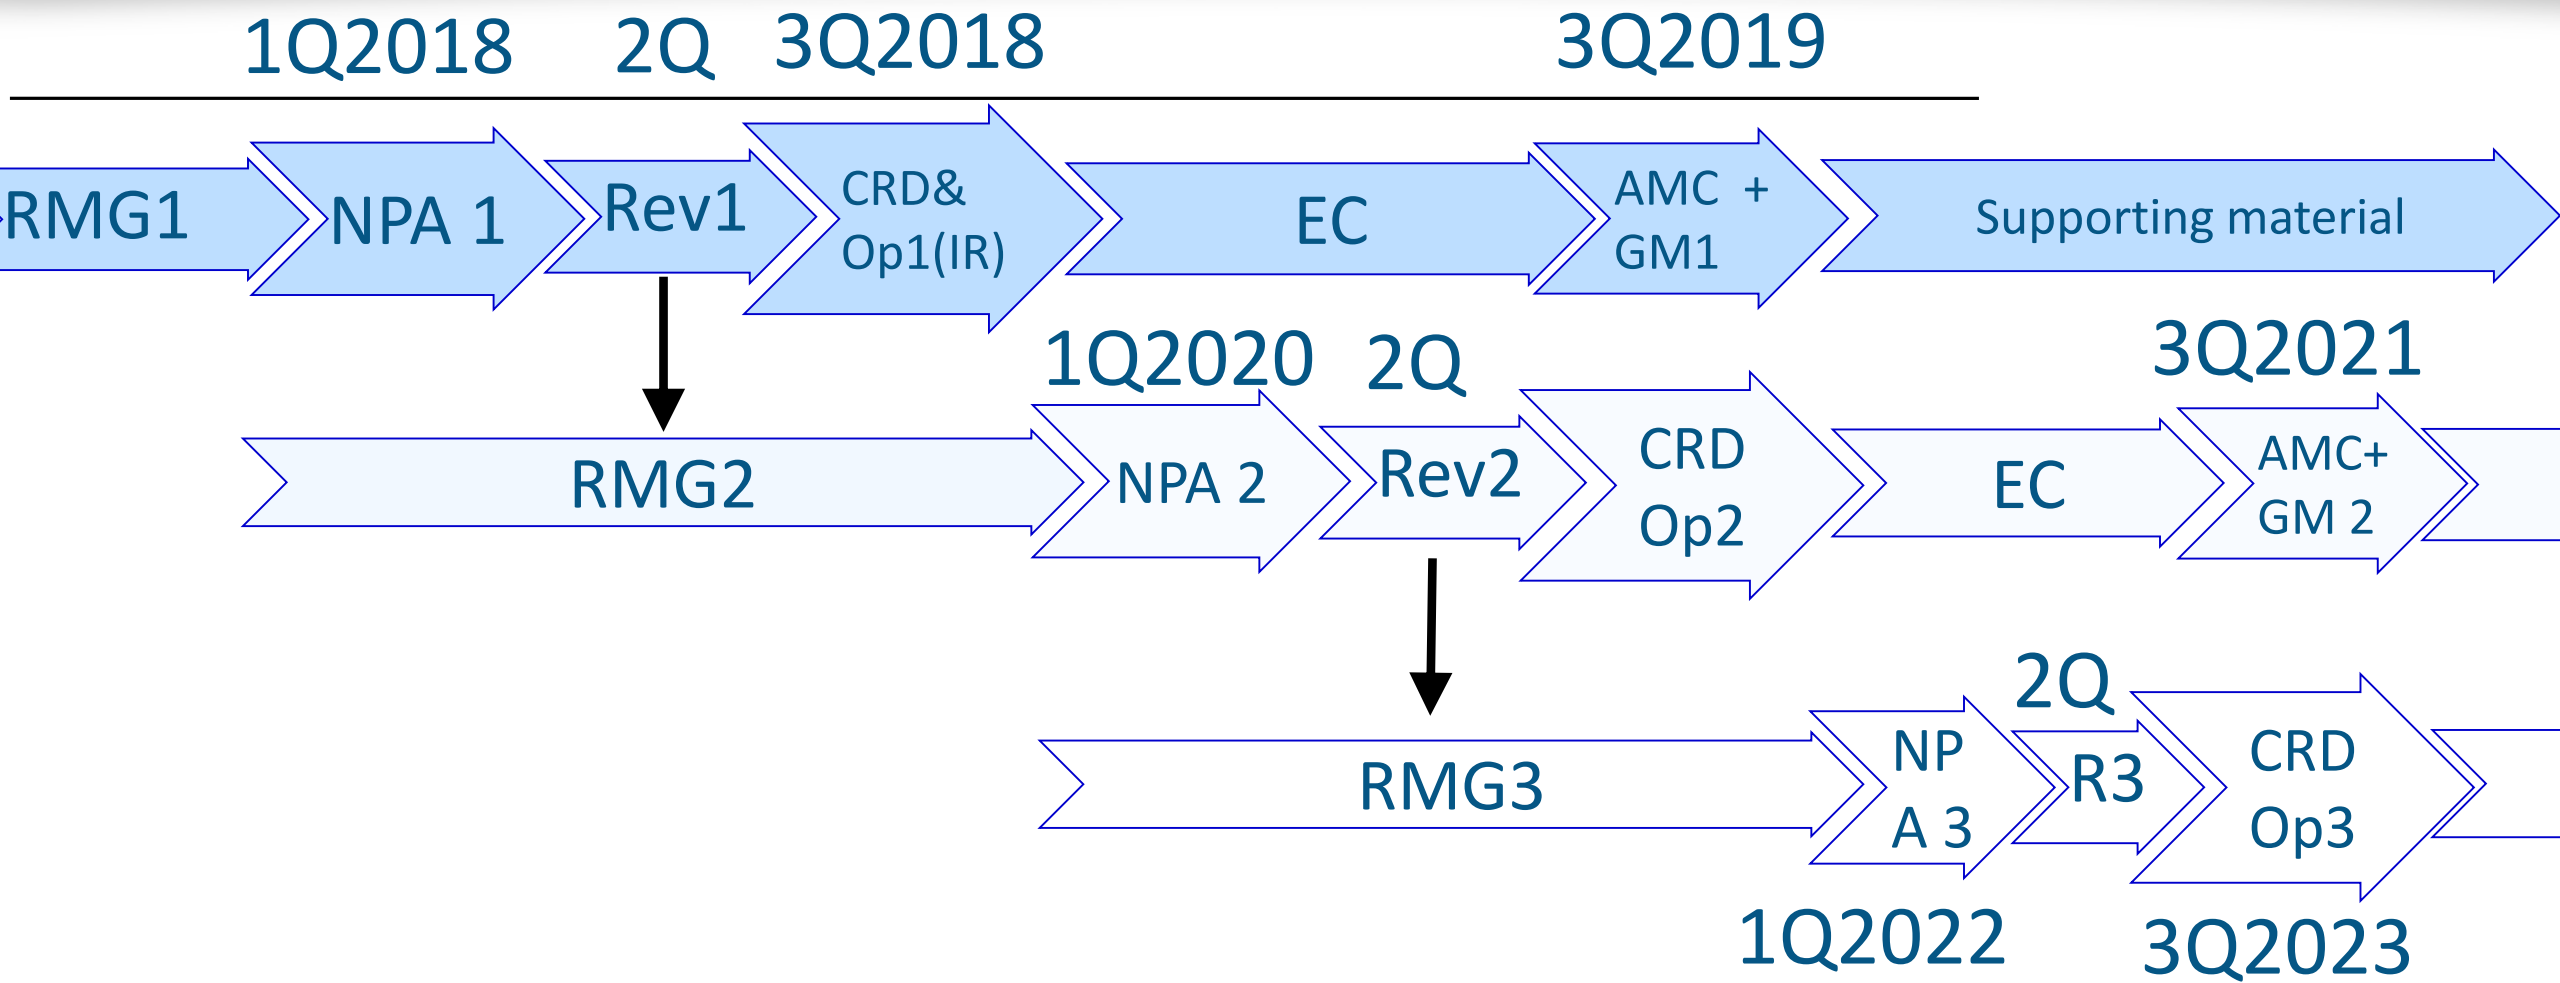 1Q2018 2Q 3Q2018 3Q2019
RMG1
NPA 1
Rev1
CRD&
Op1(IR)
EC
AMC +
GM1
Supporting material
1Q2020 2Q 3Q2021
RMG2
NPA 2
Rev2
CRD
Op2
EC
AMC+
GM 2
2Q
RMG3
NP
A 3
R3
CRD
Op3
1Q2022 3Q2023